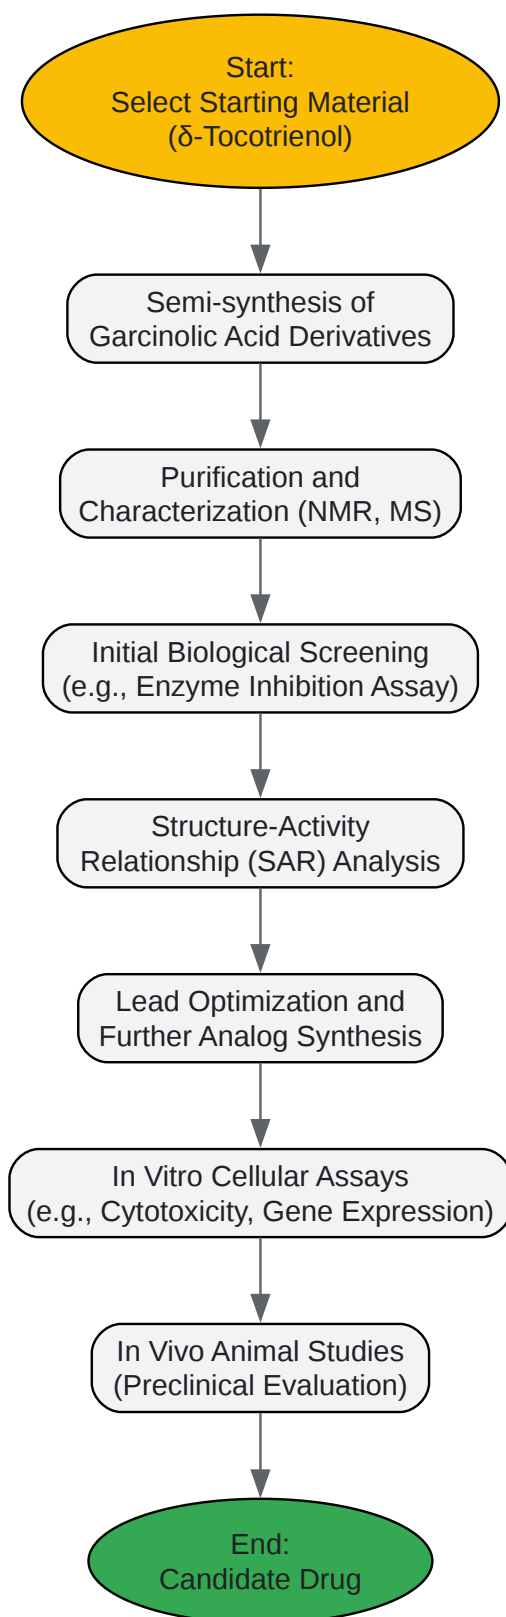 Start:
Select Starting Material
(δ-Tocotrienol)
Semi-synthesis of
Garcinolic Acid Derivatives
Purification and
Characterization (NMR, MS)
Initial Biological Screening
(e.g., Enzyme Inhibition Assay)
Structure-Activity
Relationship (SAR) Analysis
Lead Optimization and
Further Analog Synthesis
In Vitro Cellular Assays
(e.g., Cytotoxicity, Gene Expression)
In Vivo Animal Studies
(Preclinical Evaluation)
End:
Candidate Drug